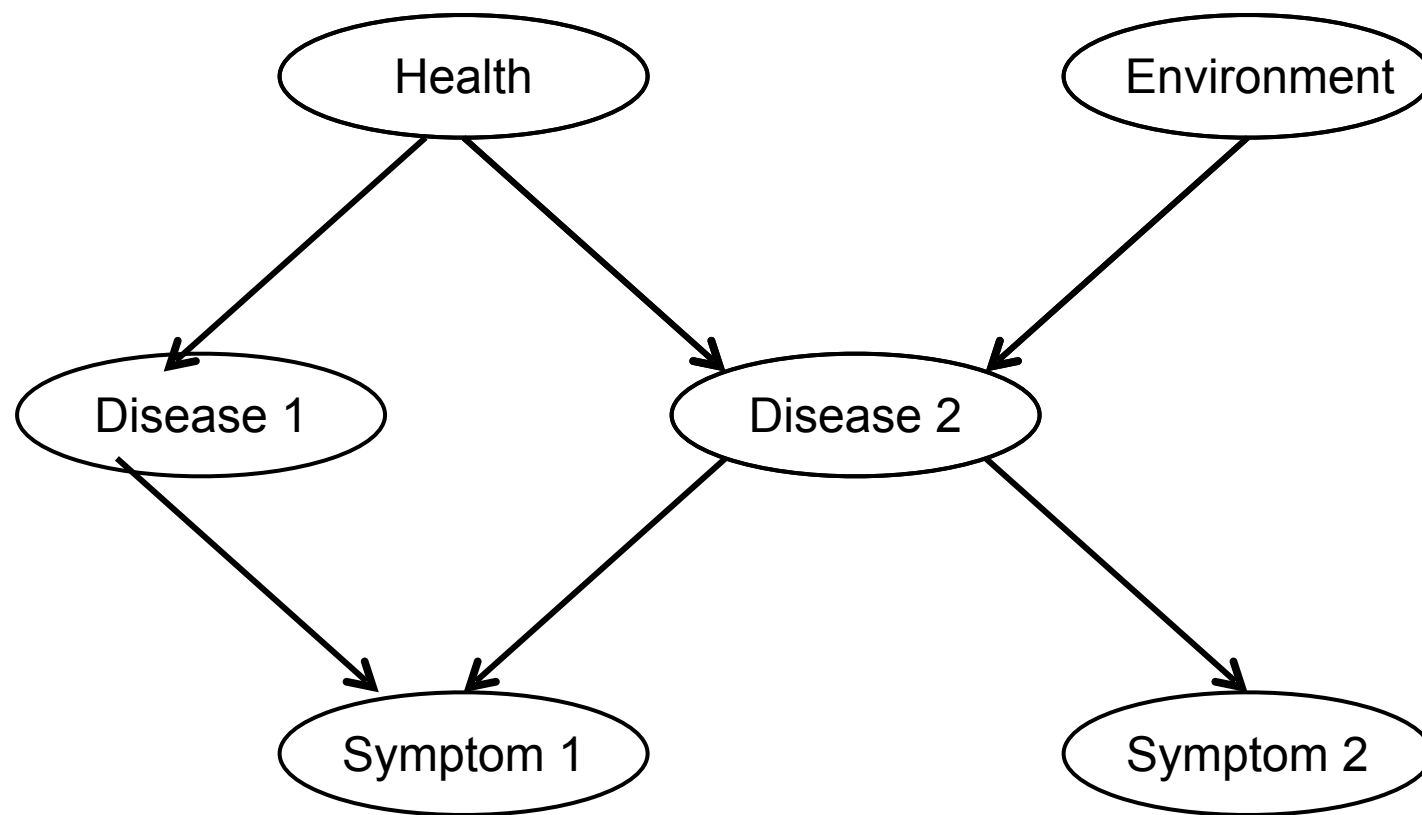 Health
Environment
Disease 1
Disease 2
Symptom 1
Symptom 2